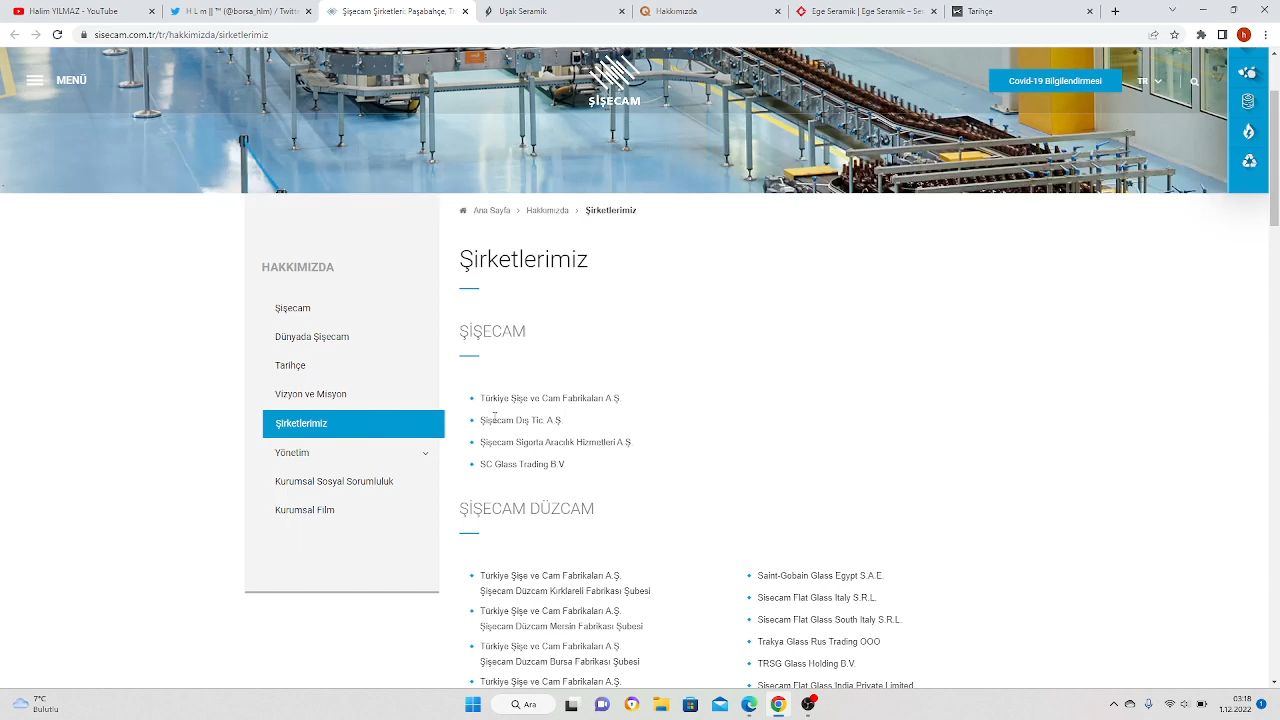 Halim YILMAZ - YouTube
H L m || ™ (@borsa_hlm) / Twitter
Şişecam: Paşabahçe, Tr
Uşak Seramik
Hakkımızda
Ege Seramik | Ege Seramik – Ser
Tarihçe
sisecam.com.tr/tr/hakkimizda/sirketlerimiz
h
MENÜ
ŞİŞECAM
Covid-19 Bilgilendirmesi
TR
Ana Sayfa > Hakkımızda > Şirketlerimiz
HAKKIMIZDA
Şişecam
Dünyada Şişecam
Tarihçe
Vizyon ve Misyon
Şirketlerimiz
Yönetim
Kurumsal Sosyal Sorumluluk
Kurumsal Film
Şirketlerimiz
ŞİŞECAM
Türkiye Şişe ve Cam Fabrikaları A.Ş.
Şişecam Dış Tic. A.Ş.
Şişecam Sigorta Aracılık Hizmetleri A.Ş.
SC Glass Trading B.V.
ŞİŞECAM DÜZCAM
Türkiye Şişe ve Cam Fabrikaları A.Ş.
Şişecam Düzcam Kırklareli Fabrikası Şubesi
Türkiye Şişe ve Cam Fabrikaları A.Ş.
Şişecam Düzcam Mersin Fabrikası Şubesi
Türkiye Şişe ve Cam Fabrikaları A.Ş.
Şişecam Düzcam Bursa Fabrikası Şubesi
Türkiye Şişe ve Cam Fabrikaları A.Ş.
Saint-Gobain Glass Egypt S.A.E.
Sisecam Flat Glass Italy S.R.L.
Sisecam Flat Glass South Italy S.R.L.
Trakya Glass Rus Trading OOO
TRSG Glass Holding B.V.
Sisecam Flat Glass India Private Limited
7°C
Bulutlu
Ara
03:18
1.12.2022
1